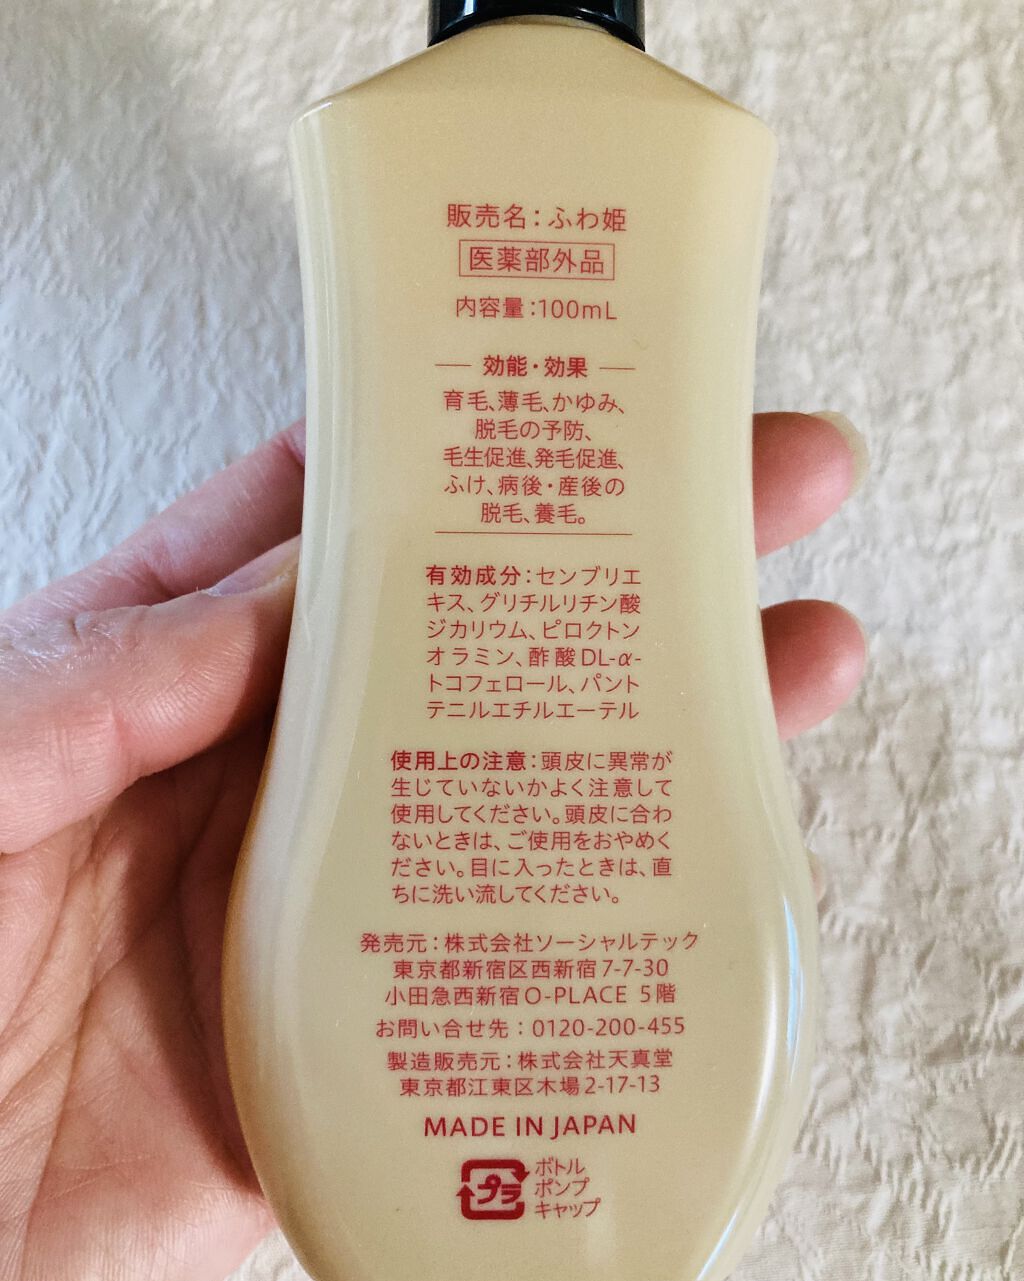 販売名：ふわ姫
医薬部外品
内容量：100mL
効能・効果
育毛、薄毛、かゆみ、
脱毛の予防、
毛生促進、発毛促進、
ふけ、病後・産後の
脱毛、養毛。
有効成分：センブリエ
キス、グリチルリチン酸
ジカリウム、ピロクトン
オラミン、酢酸DL-α-
トコフェロール、パント
テニルエチルエーテル
使用上の注意：頭皮に異常が
生じていないかよく注意して
使用してください。頭皮に合わ
ないときは、ご使用をおやめく
ださい。目に入ったときは、直
ちに洗い流してください。
発売元：株式会社ソーシャルテック
東京都新宿区西新宿7-7-30
小田急西新宿O-PLACE 5階
お問い合せ先：0120-200-455
製造販売元：株式会社天真堂
東京都江東区木場2-17-13
MADE IN JAPAN
プラ
ボトル
ポンプ
キャップ